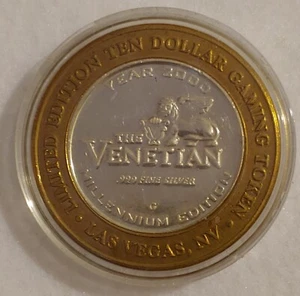 LIMITED EDITION TEN DOLLAR GAMING TOKEN
YEAR 2000
THE
VENETIAN
.999 FINE SILVER
G
MILLENNIUM EDITION
• LAS VEGAS, NV •